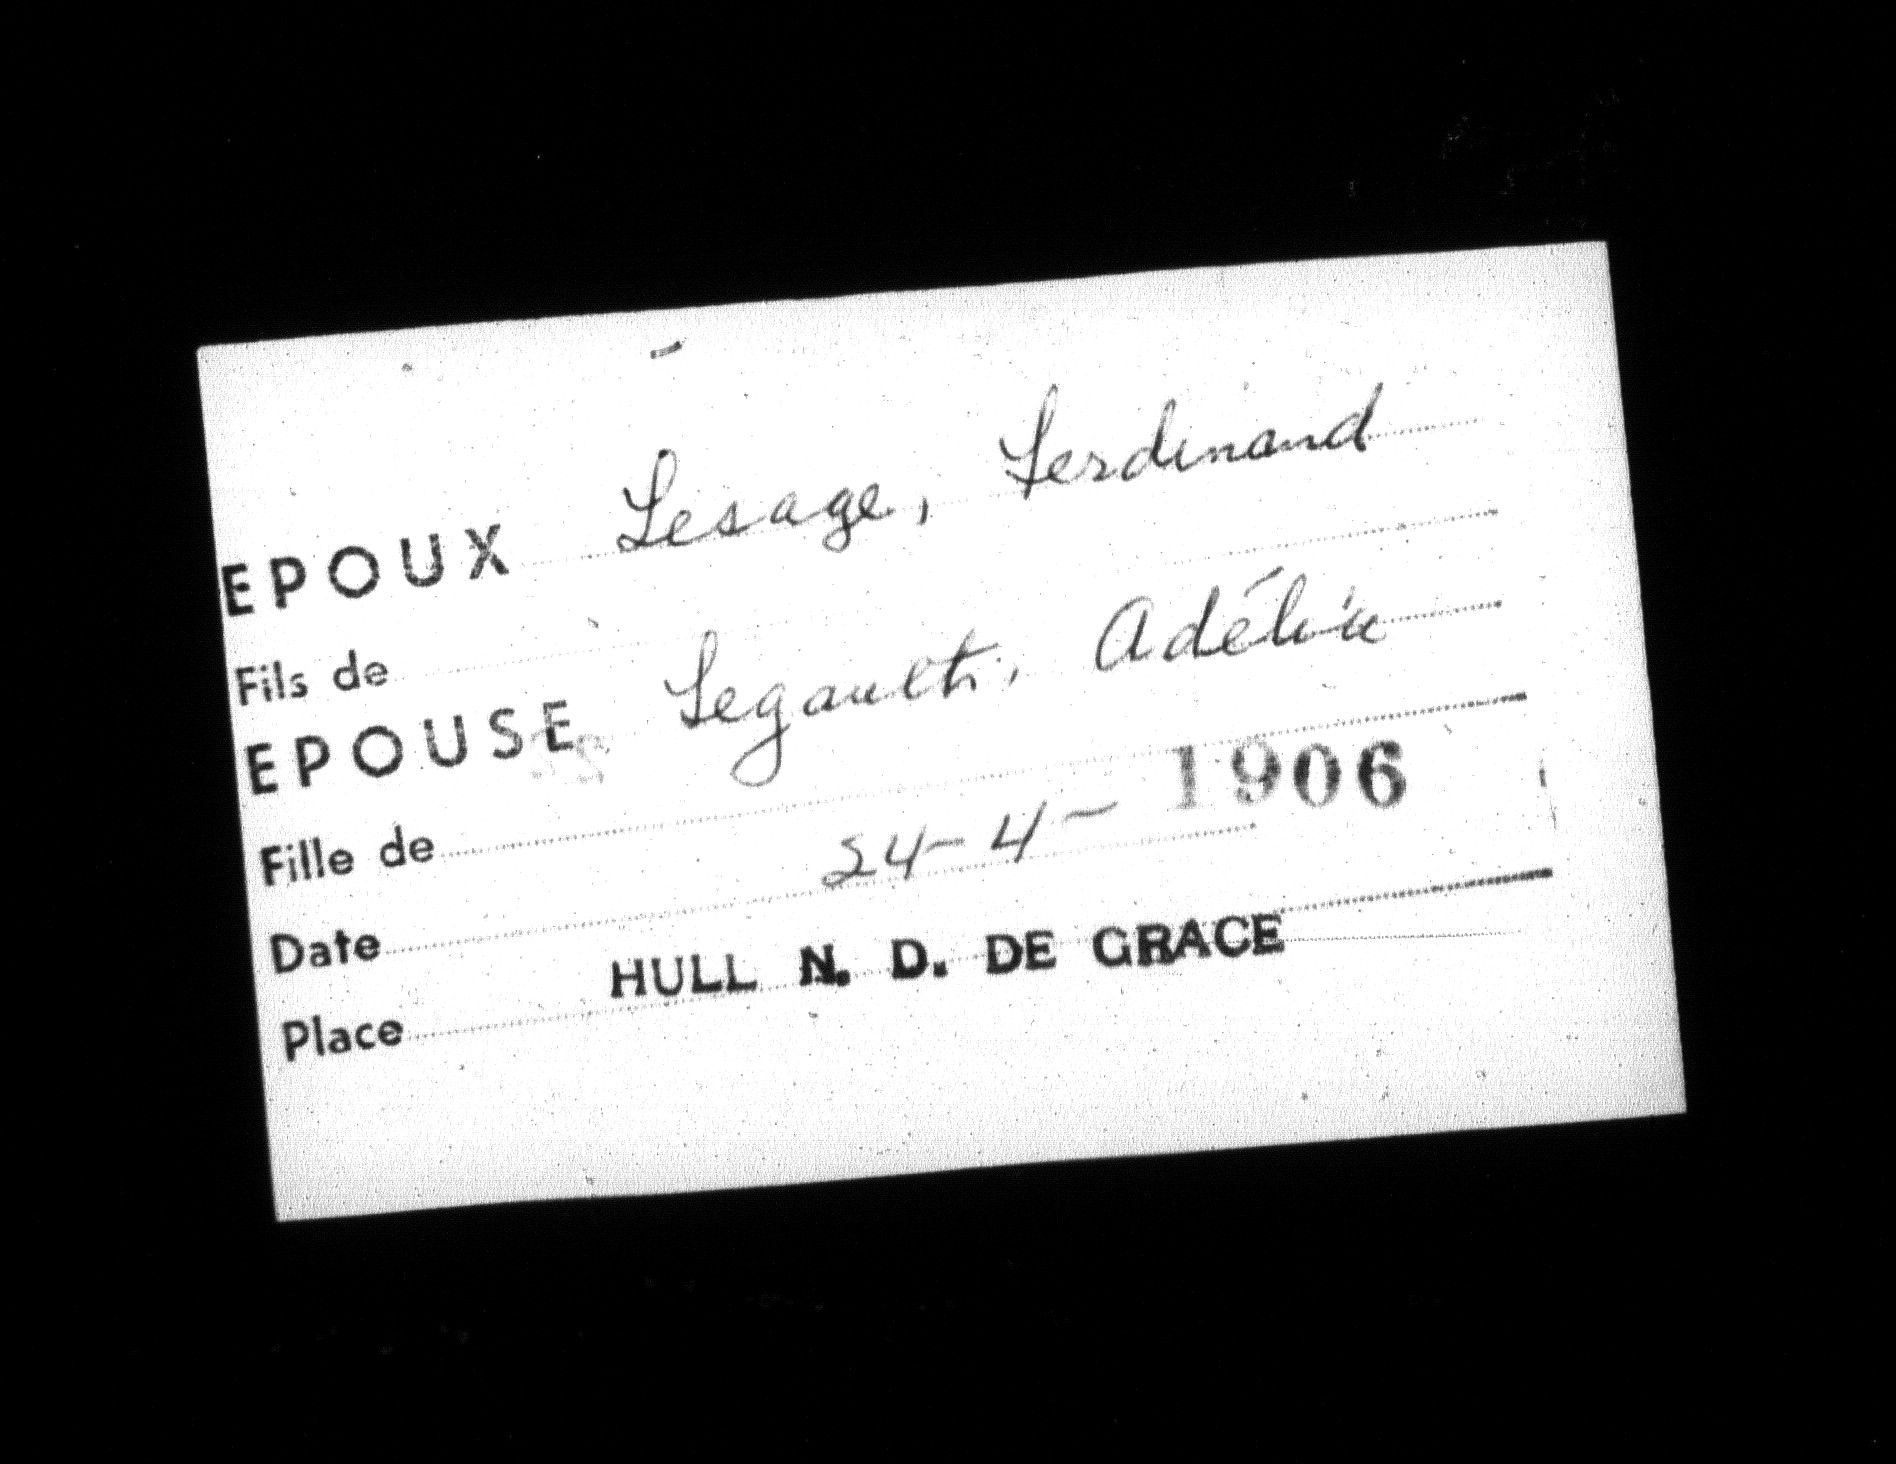 EPOUX Lesage, Ferdinand
Fils de
EPOUSE Legault, Adélia
Fille de
Date 24-4-1906
Place HULL N. D. DE GRACE